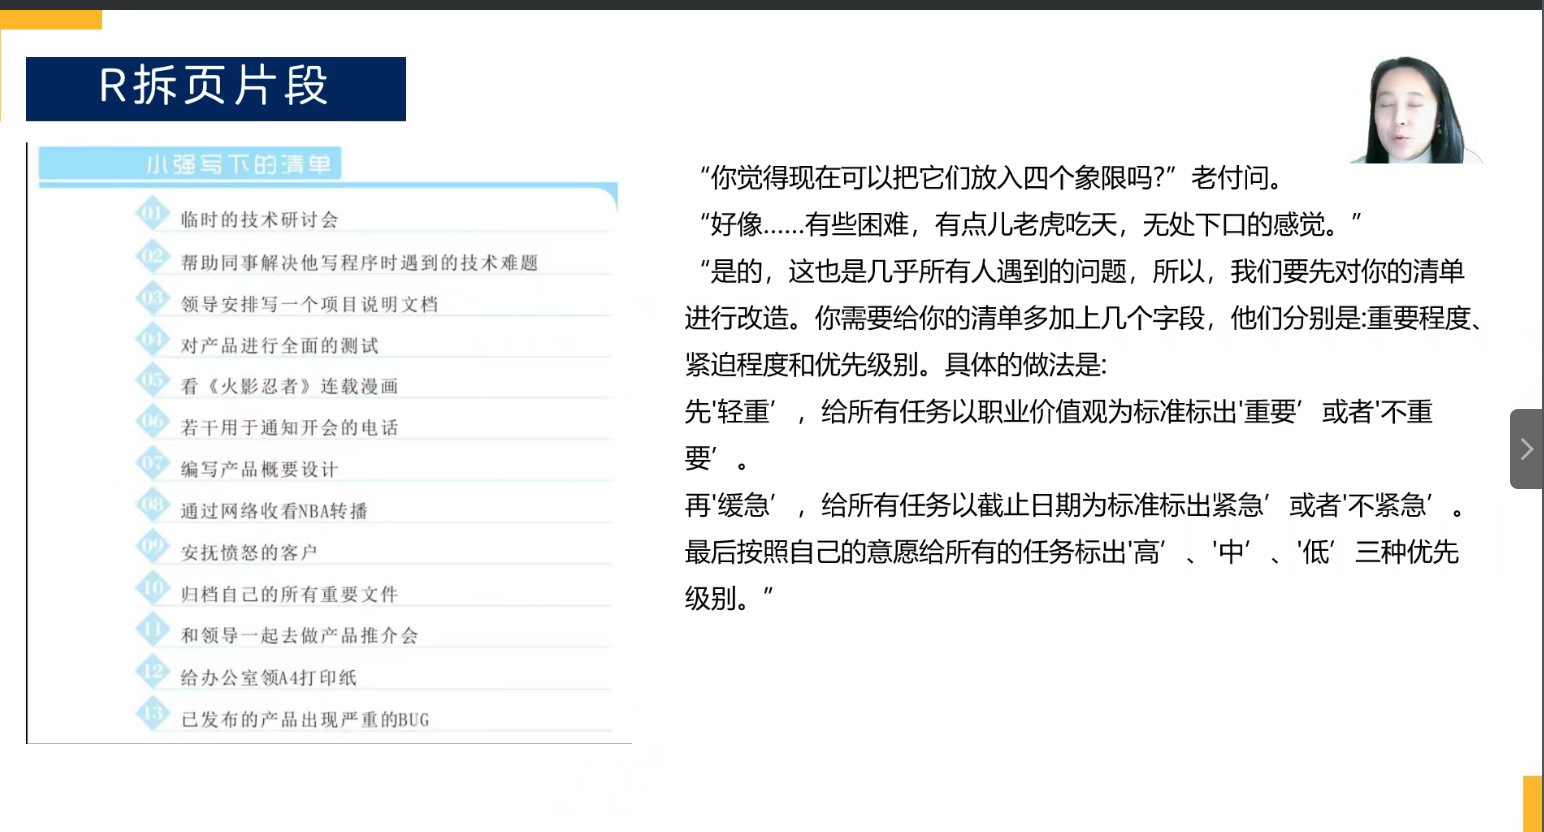 R拆页片段
小强写下的清单
01 临时的技术研讨会
02 帮助同事解决他写程序时遇到的技术难题
03 领导安排写一个项目说明文档
04 对产品进行全面的测试
05 看《火影忍者》连载漫画
06 若干用于通知开会的电话
07 编写产品概要设计
08 通过网络收看NBA转播
09 安抚愤怒的客户
10 归档自己的所有重要文件
11 和领导一起去做产品推介会
12 给办公室领A4打印纸
13 已发布的产品出现严重的BUG
“你觉得现在可以把它们放入四个象限吗?”老付问。
“好像......有些困难，有点儿老虎吃天，无处下口的感觉。”
“是的，这也是几乎所有人遇到的问题，所以，我们要先对你的清单
进行改造。你需要给你的清单多加上几个字段，他们分别是:重要程度、
紧迫程度和优先级别。具体的做法是:
先'轻重’，给所有任务以职业价值观为标准标出'重要’或者'不重
要’。
再'缓急’，给所有任务以截止日期为标准标出紧急’或者'不紧急’。
最后按照自己的意愿给所有的任务标出'高’、'中’、'低’三种优先
级别。”